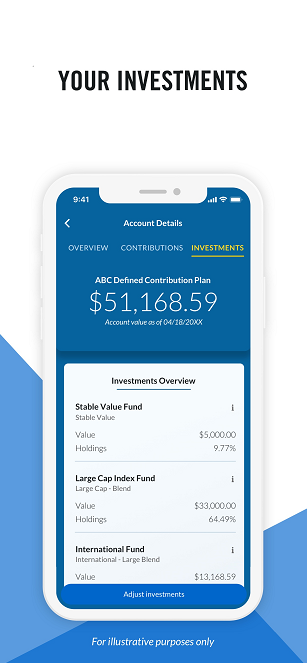 YOUR INVESTMENTS
9:41
Account Details
OVERVIEW CONTRIBUTIONS INVESTMENTS
ABC Defined Contribution Plan
$51,168.59
Account value as of 04/18/20XX
Investments Overview
Stable Value Fund i
Stable Value
Value $5,000.00
Holdings 9.77%
Large Cap Index Fund i
Large Cap - Blend
Value $33,000.00
Holdings 64.49%
International Fund i
International - Large Blend
Value $13,168.59
Adjust investments
For illustrative purposes only